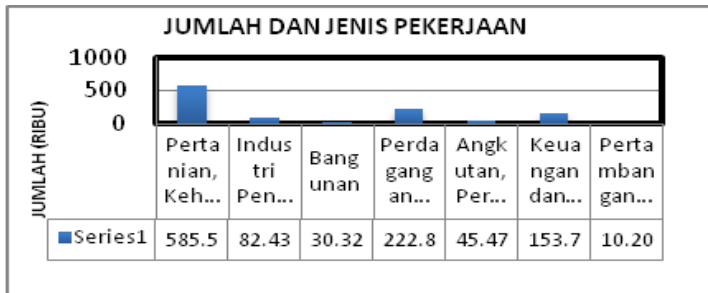 JUMLAH DAN JENIS PEKERJAAN
JUMLAH (RIBU)
1000
500
0
Perta Indus Bang Perda Angk Keua Perta
nian, tri unan gang utan, ngan mban
Keh... Pen... an... Per... dan... gan...
Series1 585.5 82.43 30.32 222.8 45.47 153.7 10.20